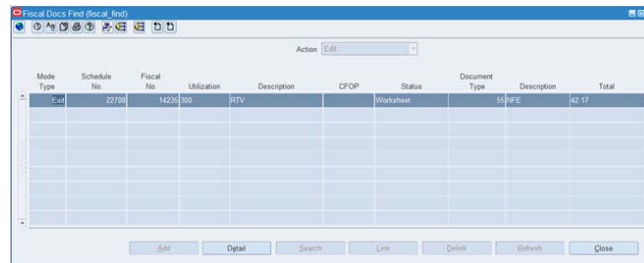 Fiscal Docs Find (fiscal_find)
Action Edit
Mode Type Schedule No. Fiscal No. Utilization Description CFOP Status Document Type Description Total
Exit 22708 14235 300 RTV Worksheet 55 NFE 42.17
Add Detail Search Link Delink Refresh Close